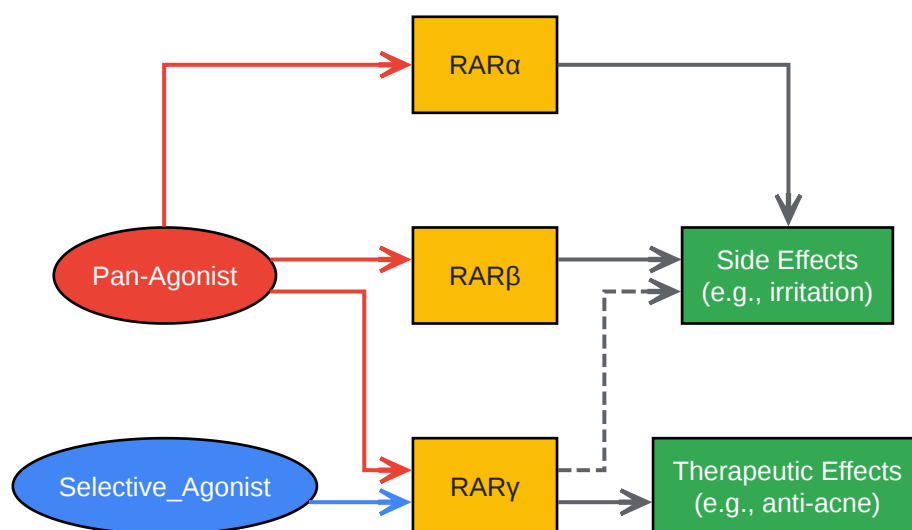 RARα
Pan-Agonist
RARβ
Side Effects
(e.g., irritation)
Selective_Agonist
RARγ
Therapeutic Effects
(e.g., anti-acne)